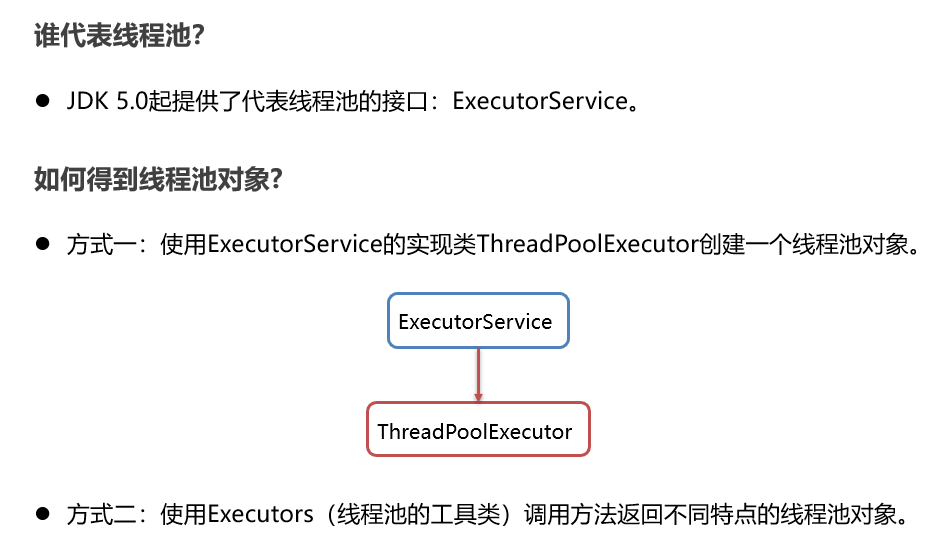 谁代表线程池？
● JDK 5.0起提供了代表线程池的接口：ExecutorService。
如何得到线程池对象？
● 方式一：使用ExecutorService的实现类ThreadPoolExecutor创建一个线程池对象。
ExecutorService
ThreadPoolExecutor
● 方式二：使用Executors（线程池的工具类）调用方法返回不同特点的线程池对象。